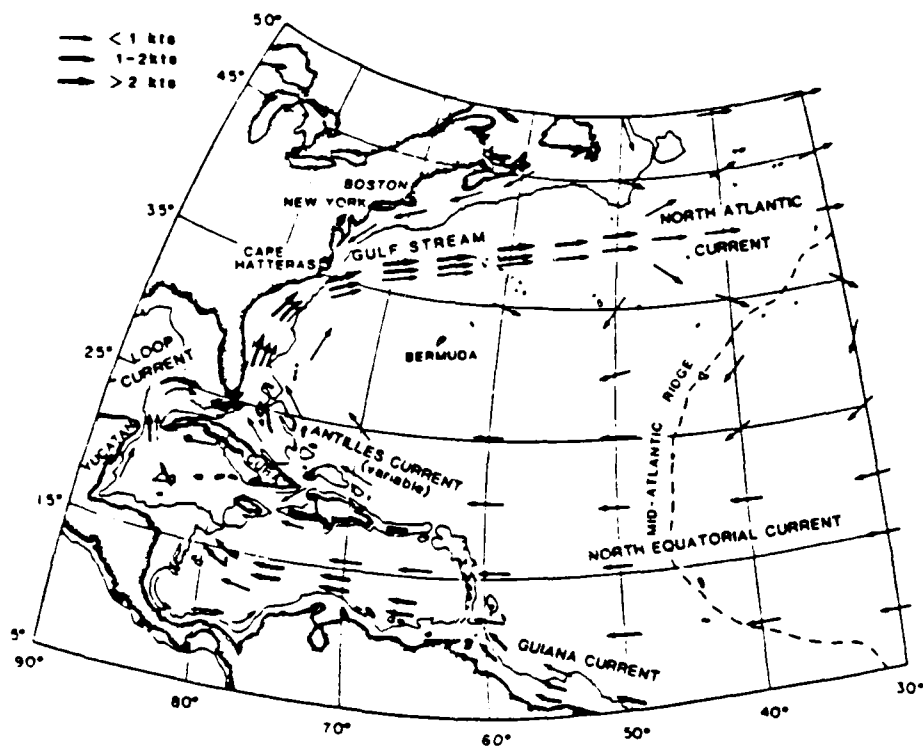 < 1 kts
1-2kts
> 2 kts
50°
45°
35°
25°
15°
5°
90°
80°
70°
60°
50°
40°
30°
BOSTON
NEW YORK
CAPE
HATTERAS
GULF STREAM
NORTH ATLANTIC
CURRENT
LOOP
CURRENT
BERMUDA
YUCATAN
CUBA
ANTILLES CURRENT
(variable)
MID-ATLANTIC RIDGE
NORTH EQUATORIAL CURRENT
GUIANA CURRENT